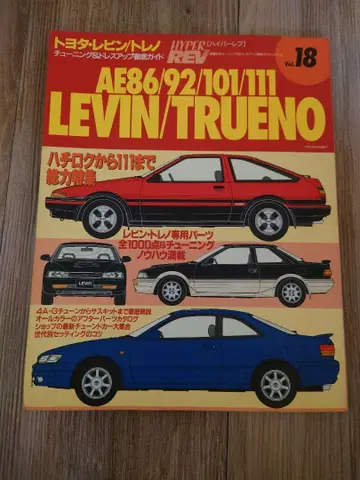 トヨタ・レビン/トレノ
チューニング&ドレスアップ徹底ガイド
HYPER REV
[ハイパーレブ]
Vol. 18
AE86/92/101/111
LEVIN/TRUENO
ハチロクから111まで
総力特集
レビン・トレノ専用パーツ
全1000点&チューニング
ノウハウ満載
LEVIN
4A-Gチューンからサスキットまで徹底解説
オールカラーのアフターパーツカタログ
ショップの最新チューンドカー大集合
世代別セッティングのコツ